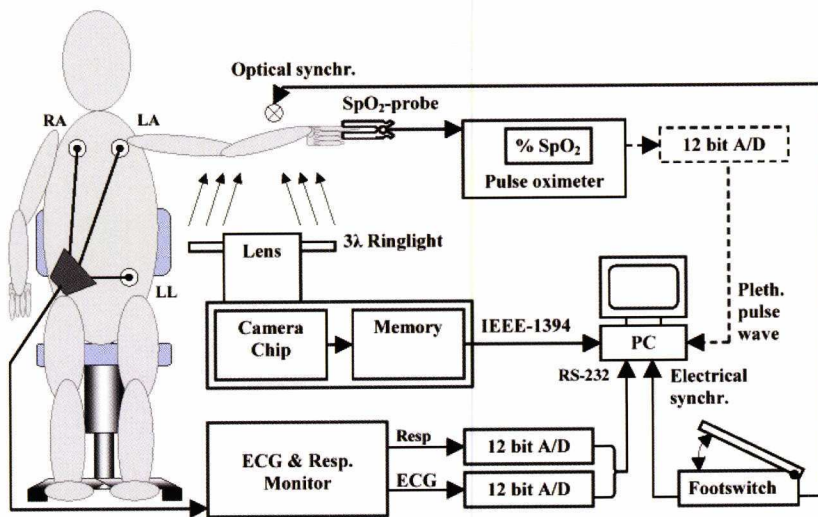 Optical synchr.
SpO₂-probe
RA
LA
% SpO₂
Pulse oximeter
12 bit A/D
3λ Ringlight
Lens
LL
Camera
Chip
Memory
IEEE-1394
PC
Pleth.
pulse
wave
RS-232
Electrical
synchr.
ECG & Resp.
Monitor
Resp
ECG
12 bit A/D
12 bit A/D
Footswitch